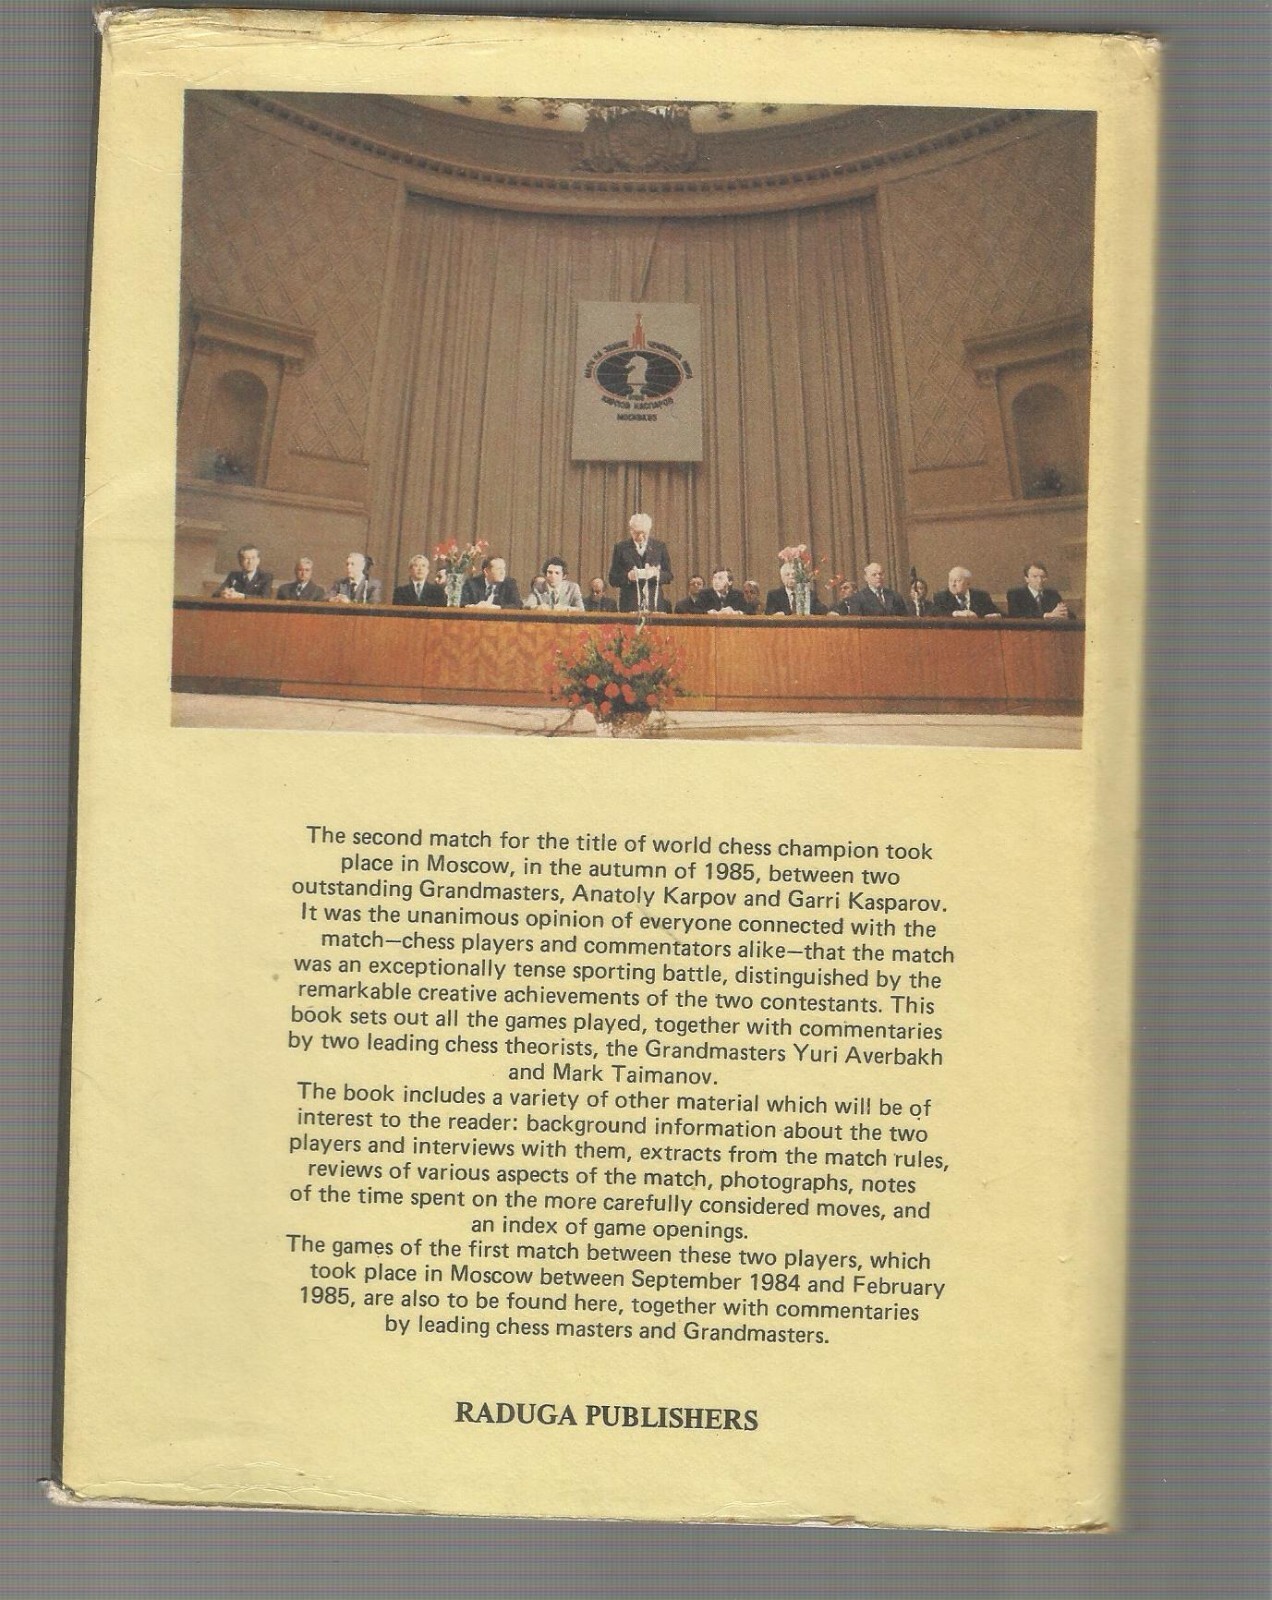 МАТЧ НА ЗВАНИЕ ЧЕМПИОНА МИРА
КАРПОВ КАСПАРОВ
МОСКВА'85
The second match for the title of world chess champion took
place in Moscow, in the autumn of 1985, between two
outstanding Grandmasters, Anatoly Karpov and Garri Kasparov.
It was the unanimous opinion of everyone connected with the
match—chess players and commentators alike—that the match
was an exceptionally tense sporting battle, distinguished by the
remarkable creative achievements of the two contestants. This
book sets out all the games played, together with commentaries
by two leading chess theorists, the Grandmasters Yuri Averbakh
and Mark Taimanov.
The book includes a variety of other material which will be of
interest to the reader: background information about the two
players and interviews with them, extracts from the match rules,
reviews of various aspects of the match, photographs, notes
of the time spent on the more carefully considered moves, and
an index of game openings.
The games of the first match between these two players, which
took place in Moscow between September 1984 and February
1985, are also to be found here, together with commentaries
by leading chess masters and Grandmasters.
RADUGA PUBLISHERS